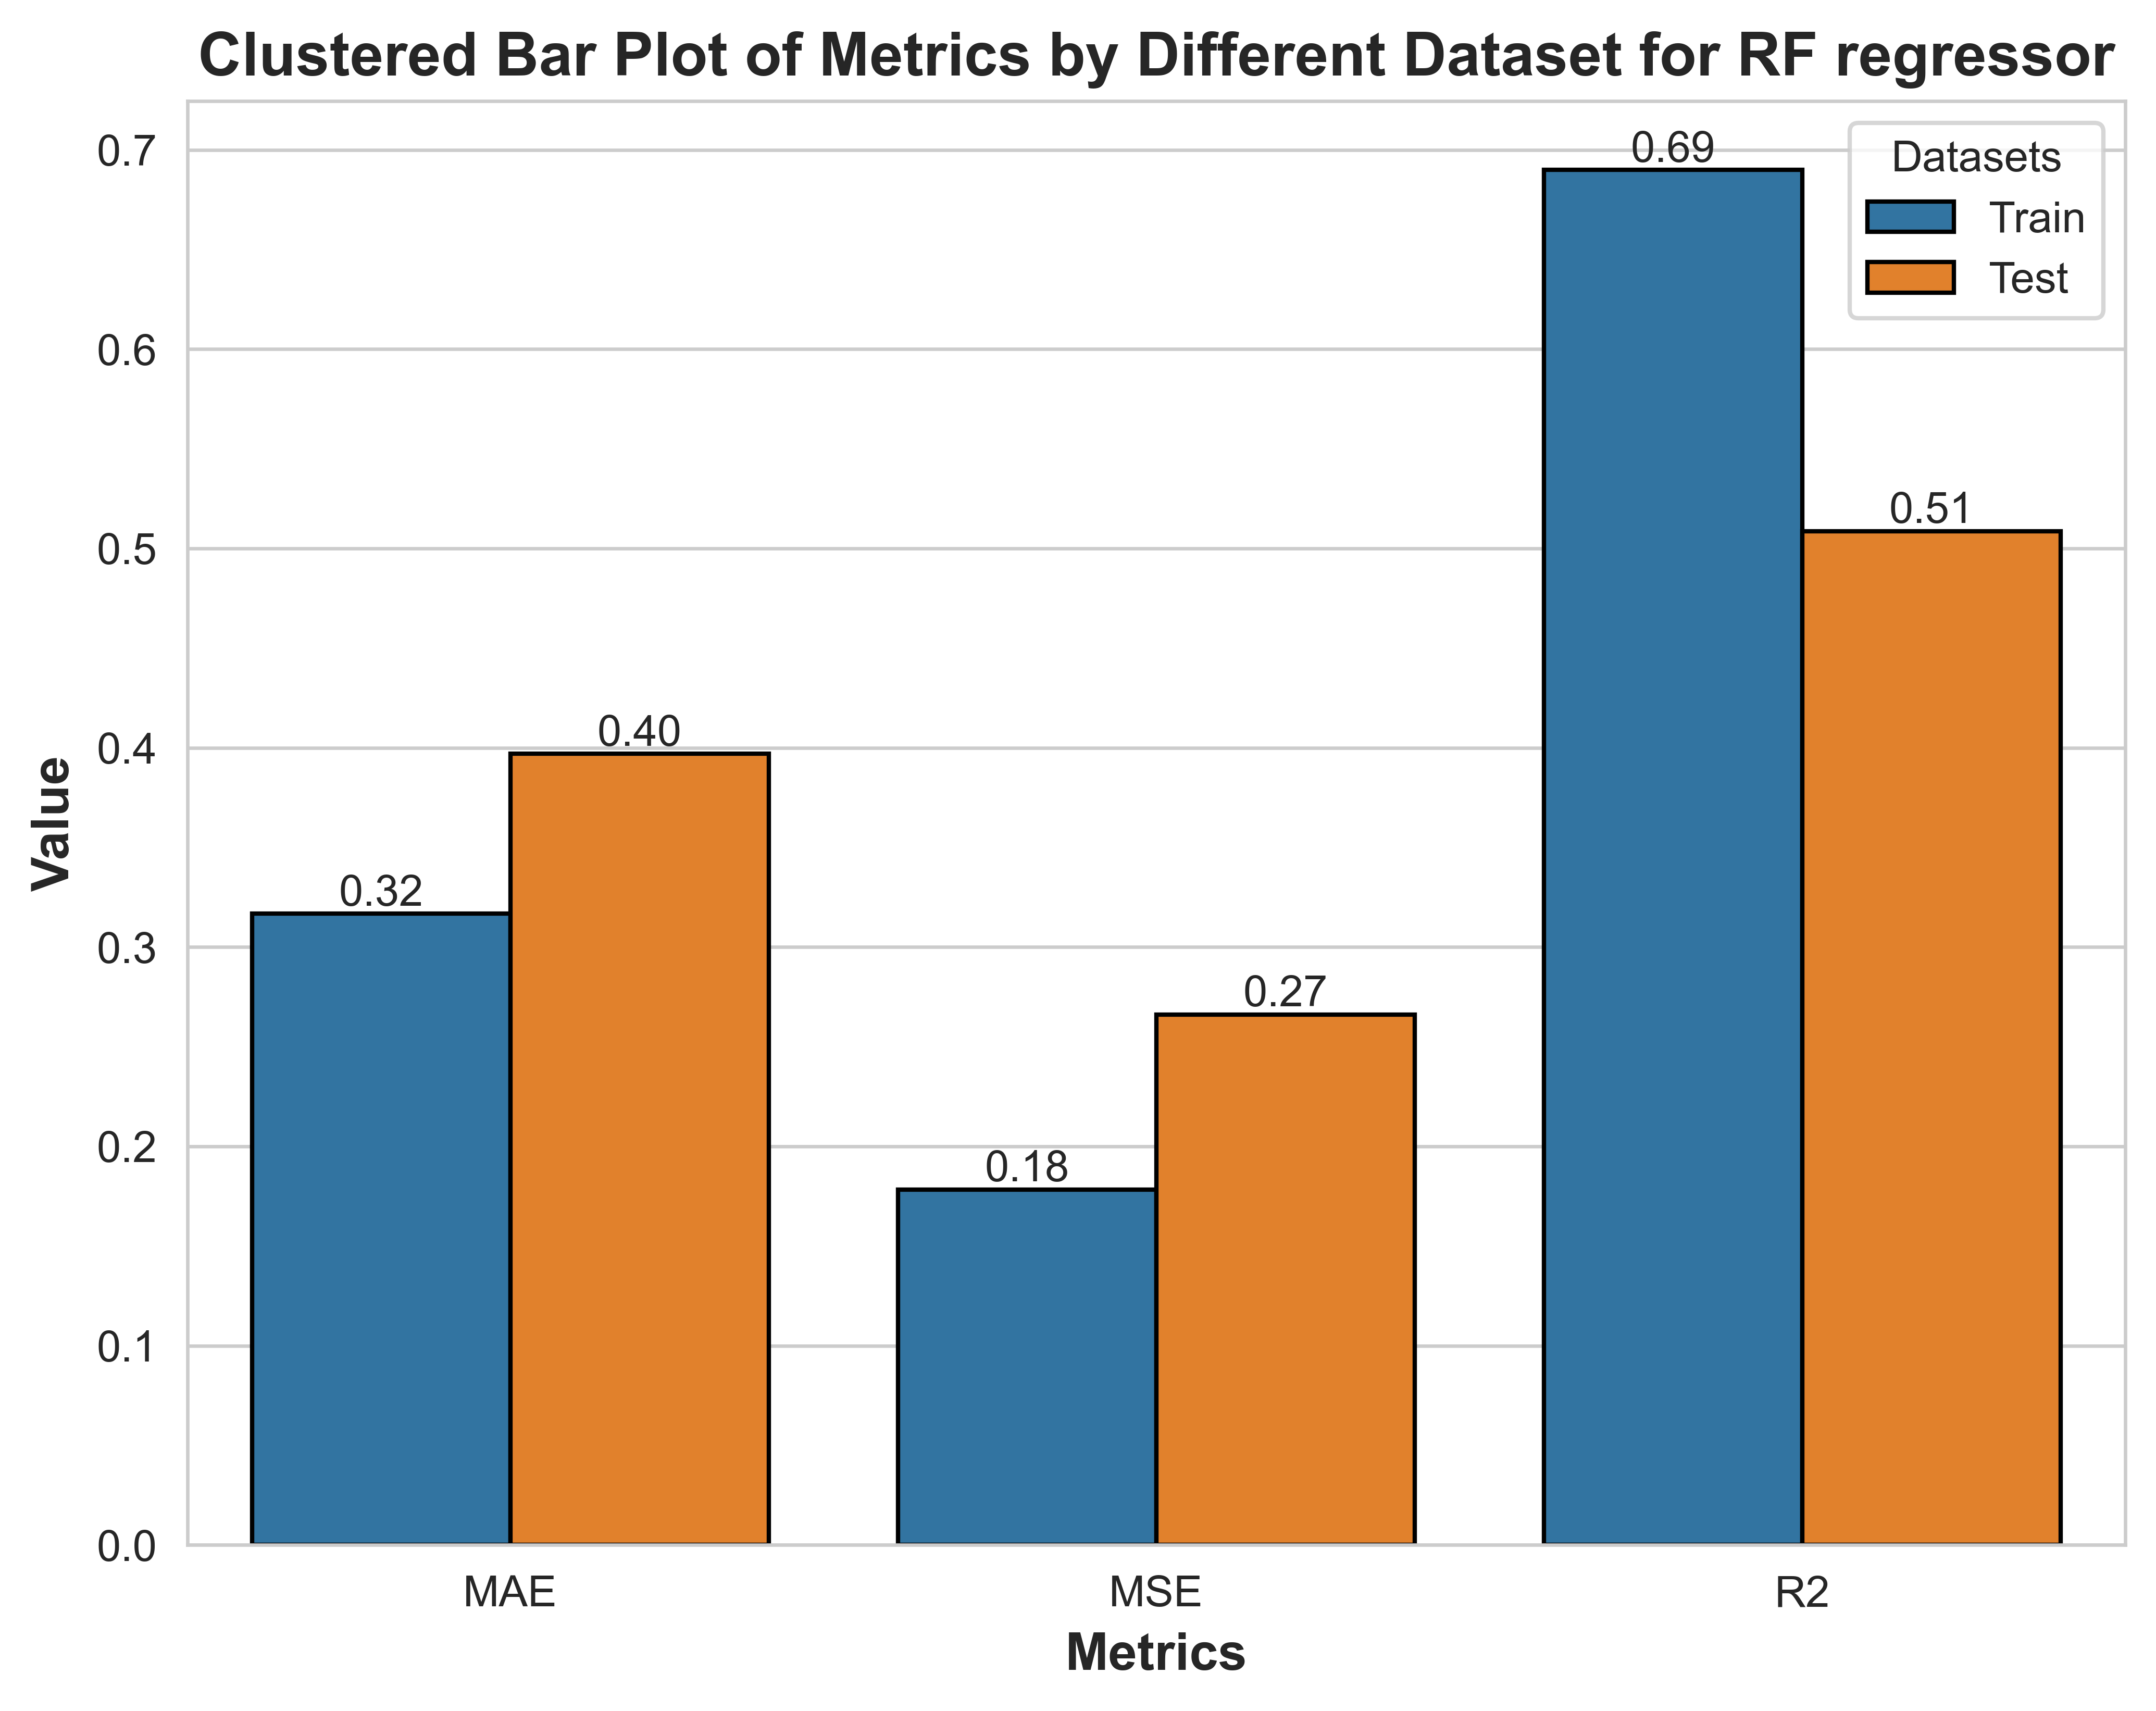 Clustered Bar Plot of Metrics by Different Dataset for RF regressor
Datasets
Train
Test
Value
0.7
0.6
0.5
0.4
0.3
0.2
0.1
0.0
0.32
0.40
0.18
0.27
0.69
0.51
MAE
MSE
R2
Metrics